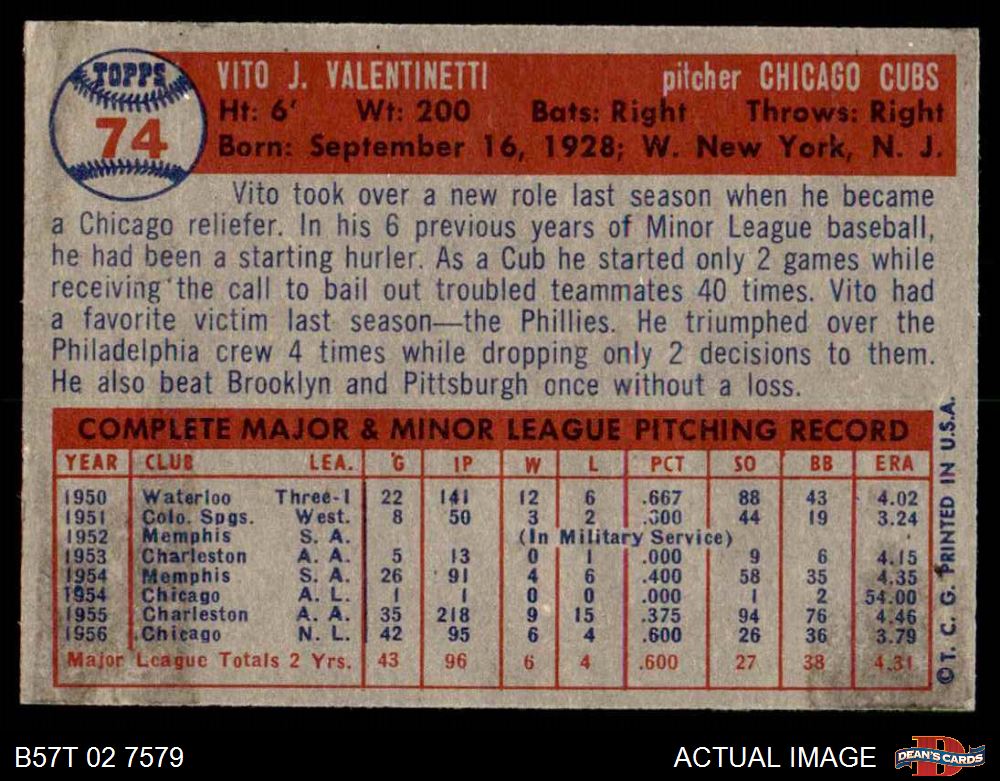 TOPPS
74
VITO J. VALENTINETTI pitcher CHICAGO CUBS
Ht: 6' Wt: 200 Bats: Right Throws: Right
Born: September 16, 1928; W. New York, N. J.
Vito took over a new role last season when he became
a Chicago reliefer. In his 6 previous years of Minor League baseball,
he had been a starting hurler. As a Cub he started only 2 games while
receiving the call to bail out troubled teammates 40 times. Vito had
a favorite victim last season—the Phillies. He triumphed over the
Philadelphia crew 4 times while dropping only 2 decisions to them.
He also beat Brooklyn and Pittsburgh once without a loss.
COMPLETE MAJOR & MINOR LEAGUE PITCHING RECORD
YEAR CLUB LEA. G IP W L PCT SO BB ERA
1950 Waterloo Three-I 22 141 12 6 .667 88 43 4.02
1951 Colo. Spgs. West. 8 50 3 2 .600 44 19 3.24
1952 Memphis S. A. (In Military Service)
1953 Charleston A. A. 5 13 0 1 .000 9 6 4.15
1954 Memphis S. A. 26 91 4 6 .400 58 35 4.35
1954 Chicago A. L. 1 1 0 0 .000 1 2 54.00
1955 Charleston A. A. 35 218 9 15 .375 94 76 4.46
1956 Chicago N. L. 42 95 6 4 .600 26 36 3.79
Major League Totals 2 Yrs. 43 96 6 4 .600 27 38 4.31
© T. C. G. PRINTED IN U.S.A.
B57T 02 7579 ACTUAL IMAGE
DEAN'S CARDS